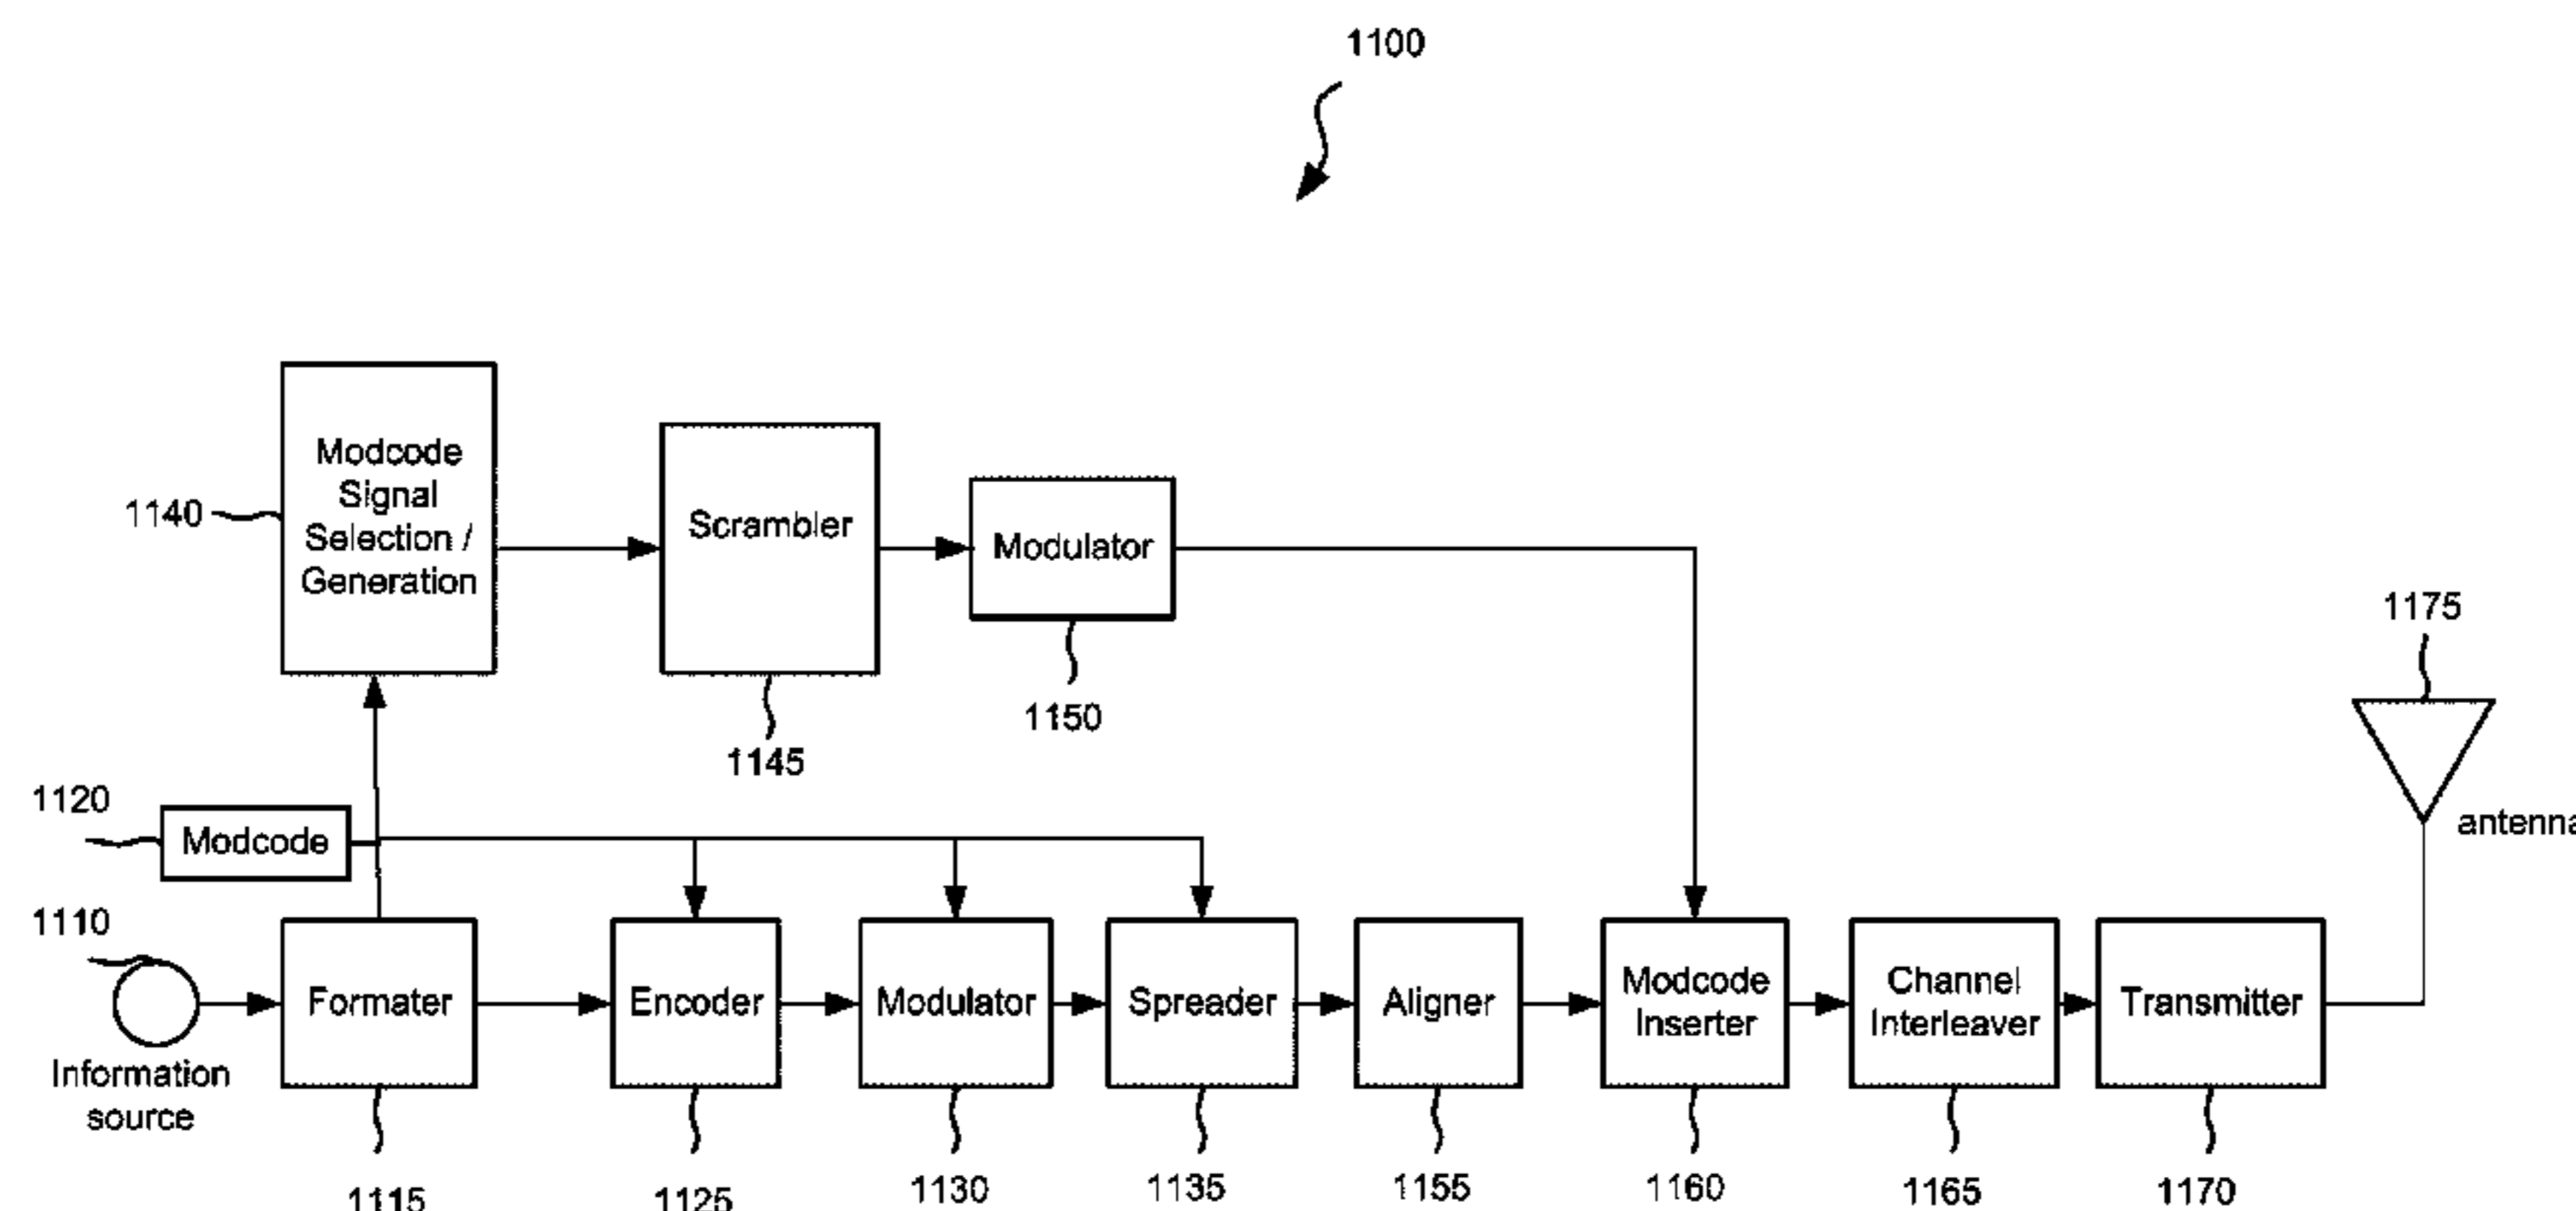 1100
Modcode
Signal
Selection /
Generation
1140
Scrambler
Modulator
1150
1145
1175
antenna
1120
Modcode
1110
Information
source
Formater
Encoder
Modulator
Spreader
Aligner
Modcode
Inserter
Channel
Interleaver
Transmitter
1115
1125
1130
1135
1155
1160
1165
1170